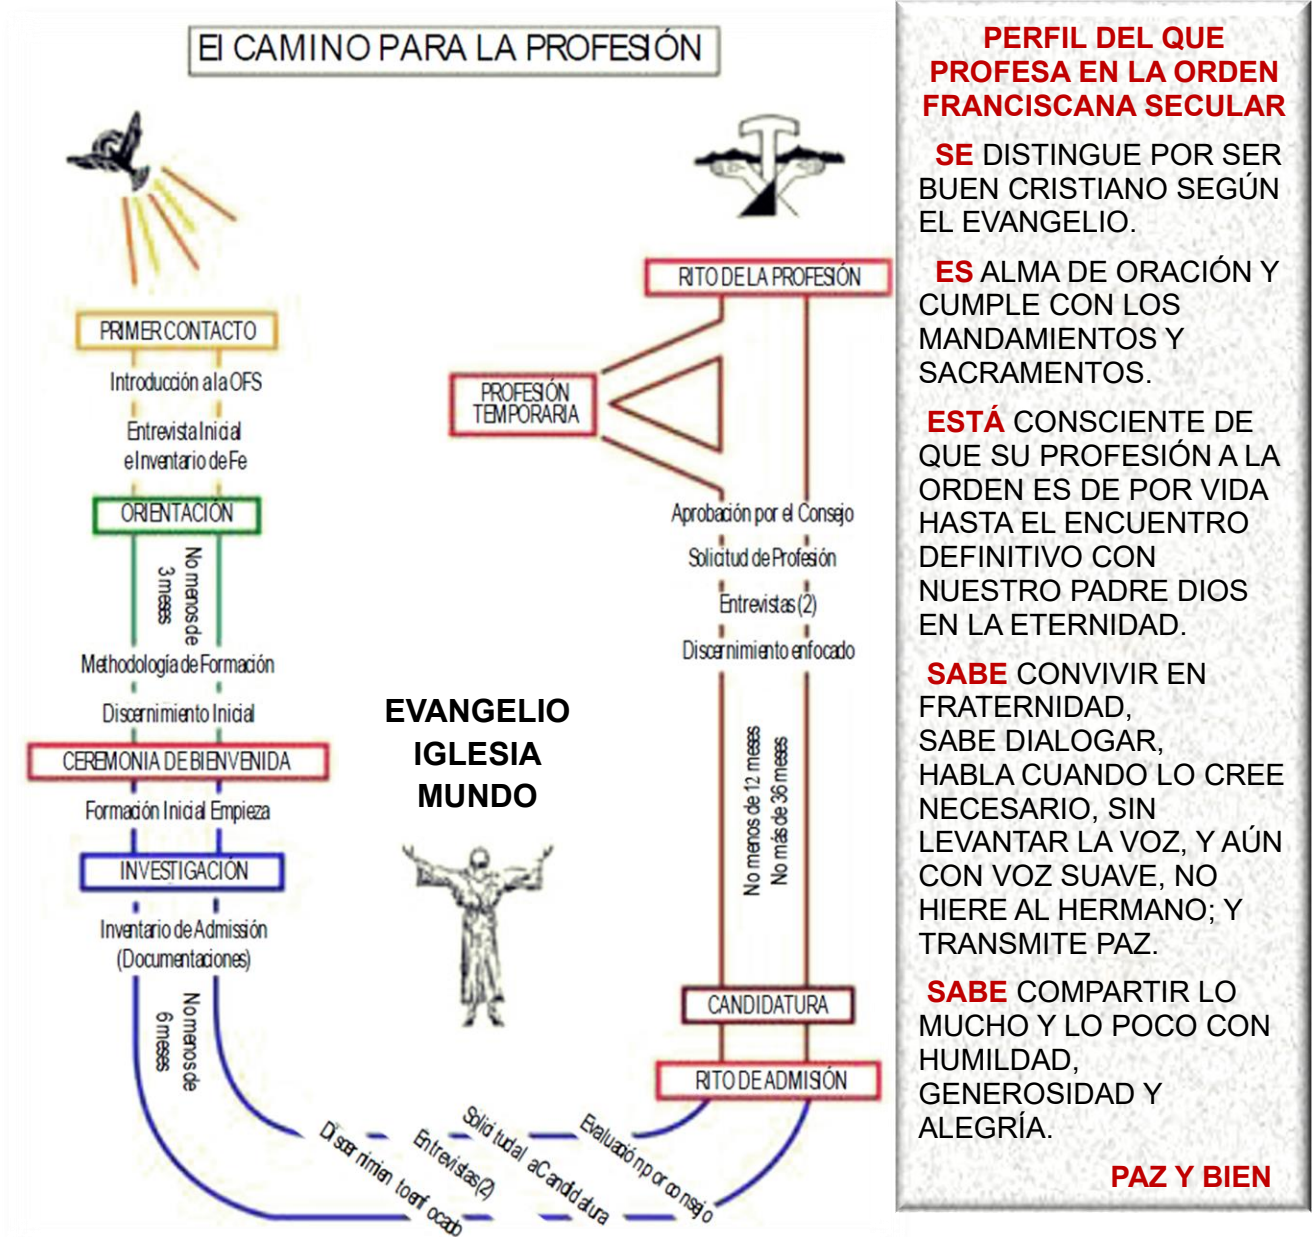 El CAMINO PARA LA PROFESIÓN
PRIMER CONTACTO
Introducción a la OFS
Entrevista Inicial
e Inventario de Fe
ORIENTACIÓN
No menos de
3 meses
Methodología de Formación
Discernimiento Inicial
CEREMONIA DE BIENVENIDA
Formación Inicial Empieza
INVESTIGACIÓN
Inventario de Admisión
(Documentaciones)
No menos de
6 meses
Discernimiento enfocado
Entrevistas(2)
Solicitud al a Candidatura
Evaluación por consejo
RITO DE ADMISIÓN
CANDIDATURA
No menos de 12 meses
No más de 36 meses
Discernimiento enfocado
Entrevistas (2)
Solicitud de Profesión
Aprobación por el Consejo
PROFESIÓN
TEMPORARIA
RITO DE LA PROFESIÓN
EVANGELIO
IGLESIA
MUNDO
PERFIL DEL QUE
PROFESA EN LA ORDEN
FRANCISCANA SECULAR
SE DISTINGUE POR SER
BUEN CRISTIANO SEGÚN
EL EVANGELIO.
ES ALMA DE ORACIÓN Y
CUMPLE CON LOS
MANDAMIENTOS Y
SACRAMENTOS.
ESTÁ CONSCIENTE DE
QUE SU PROFESIÓN A LA
ORDEN ES DE POR VIDA
HASTA EL ENCUENTRO
DEFINITIVO CON
NUESTRO PADRE DIOS
EN LA ETERNIDAD.
SABE CONVIVIR EN
FRATERNIDAD,
SABE DIALOGAR,
HABLA CUANDO LO CREE
NECESARIO, SIN
LEVANTAR LA VOZ, Y AÚN
CON VOZ SUAVE, NO
HIERE AL HERMANO; Y
TRANSMITE PAZ.
SABE COMPARTIR LO
MUCHO Y LO POCO CON
HUMILDAD,
GENEROSIDAD Y
ALEGRÍA.
PAZ Y BIEN